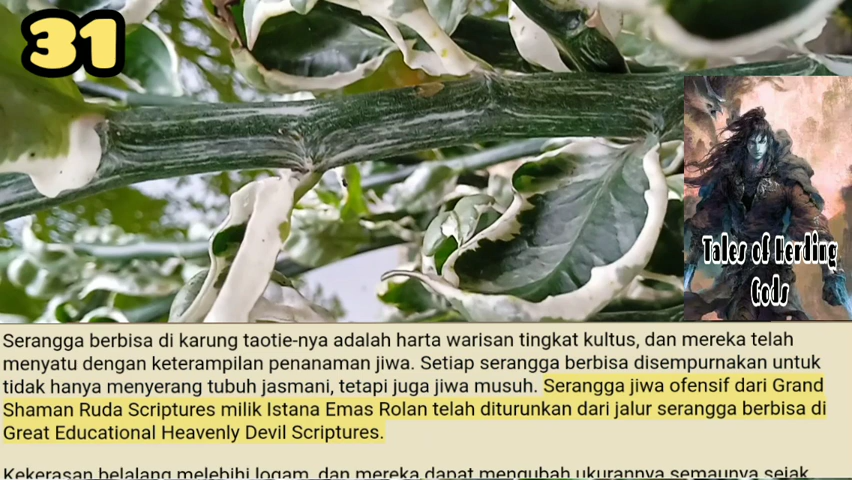 31
Tales of Herding
Gods
Serangga berbisa di karung taotie-nya adalah harta warisan tingkat kultus, dan mereka telah
menyatu dengan keterampilan penanaman jiwa. Setiap serangga berbisa disempurnakan untuk
tidak hanya menyerang tubuh jasmani, tetapi juga jiwa musuh. Serangga jiwa ofensif dari Grand
Shaman Ruda Scriptures milik Istana Emas Rolan telah diturunkan dari jalur serangga berbisa di
Great Educational Heavenly Devil Scriptures.
Kekerasan belalang melebihi logam, dan mereka dapat mengubah ukurannya semaunya sejak